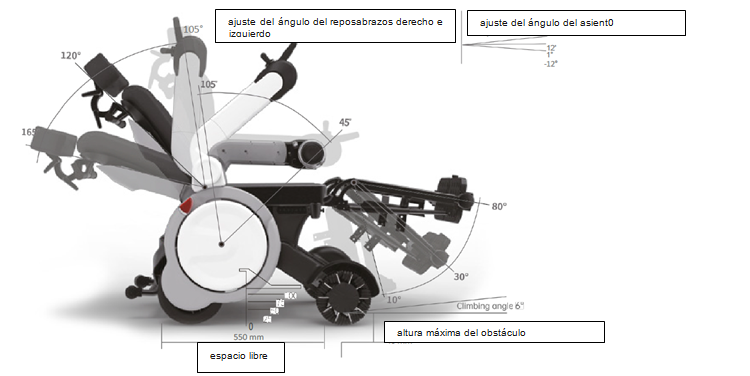 ajuste del ángulo del reposabrazos derecho e
izquierdo
ajuste del ángulo del asient0
105°
120°
105°
12'
1°
-12°
45'
165
80°
30°
10°
Climbing angle 6°
0
altura máxima del obstáculo
550 mm
espacio libre